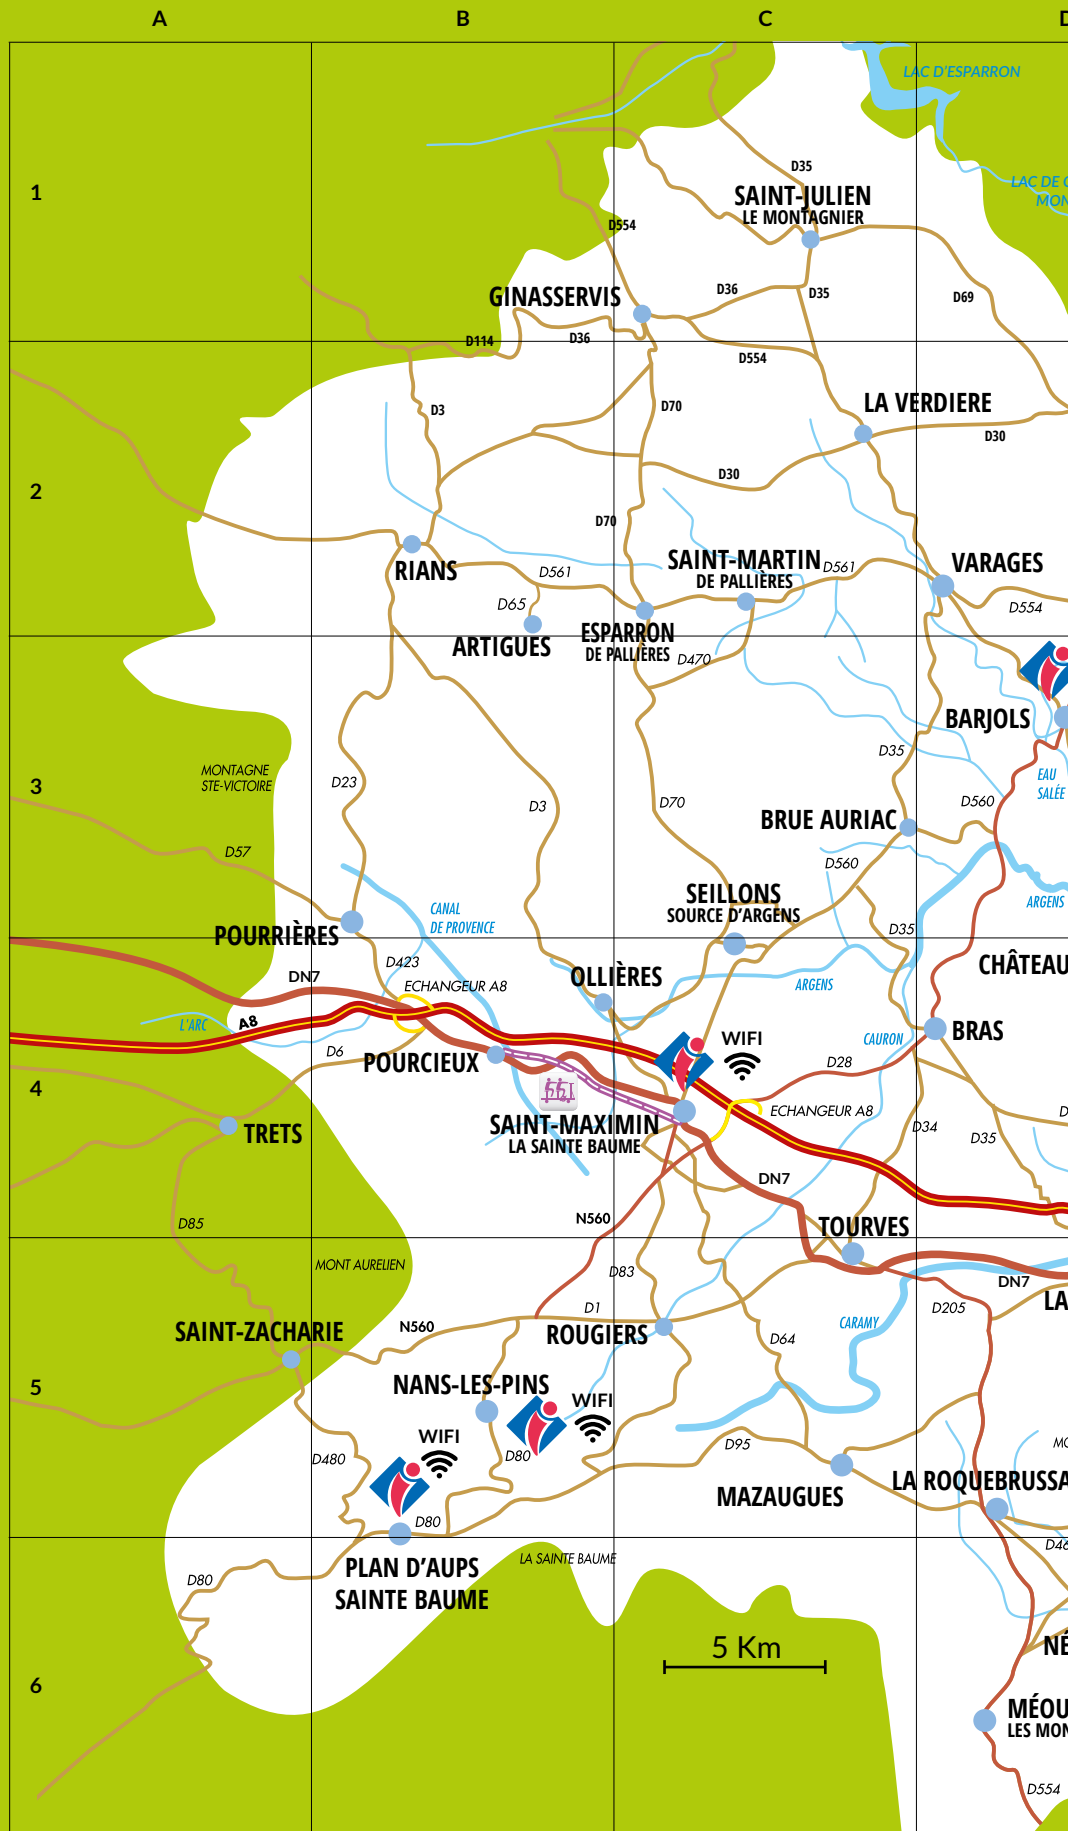 A
B
C
LAC D'ESPARRON
1
D35
SAINT-JULIEN
LE MONTAGNIER
D554
GINASSERVIS
D36
D35
D69
D114
D36
D554
D3
D70
LA VERDIERE
D30
D30
2
D70
RIANS
D561
SAINT-MARTIN
DE PALLIÈRES
D561
VARAGES
D554
D65
ARTIGUES
ESPARRON
DE PALLIÈRES
D470
BARJOLS
MONTAGNE
STE-VICTOIRE
D23
3
D3
D70
D35
EAU
SALÉE
D560
BRUE AURIAC
D57
D560
SEILLONS
SOURCE D'ARGENS
CANAL
DE PROVENCE
ARGENS
POURRIÈRES
D35
D423
DN7
ECHANGEUR A8
OLLIÈRES
ARGENS
CHÂTEAU
L'ARC
A8
D6
POURCIEUX
WIFI
CAURON
BRAS
D28
4
ECHANGEUR A8
TRETS
SAINT-MAXIMIN
LA SAINTE BAUME
D34
D35
D85
DN7
N560
TOURVES
MONT AURELIEN
D83
DN7
D1
D205
LA
SAINT-ZACHARIE
N560
ROUGIERS
D64
CARAMY
5
NANS-LES-PINS
WIFI
WIFI
D480
D80
D95
MAZAUGUES
LA ROQUEBRUSSA
D80
D46
LA SAINTE BAUME
PLAN D'AUPS
SAINTE BAUME
D80
5 Km
NÉ
6
MÉOU
LES MON
D554